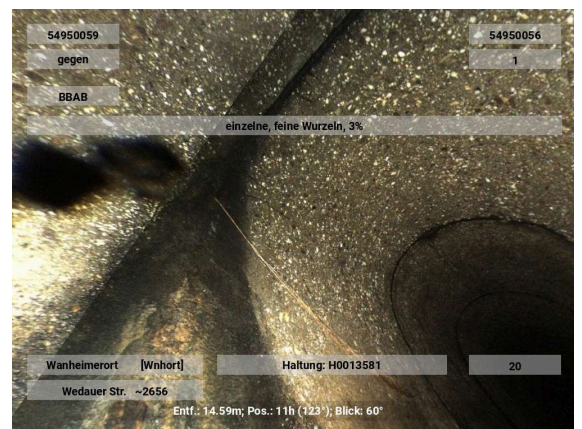 54950059
54950056
gegen
1
BBAB
einzelne, feine Wurzeln, 3%
Wanheimerort [Wnhort]
Haltung: H0013581
20
Wedauer Str. ~2656
Entf.: 14.59m; Pos.: 11h (123°); Blick: 60°